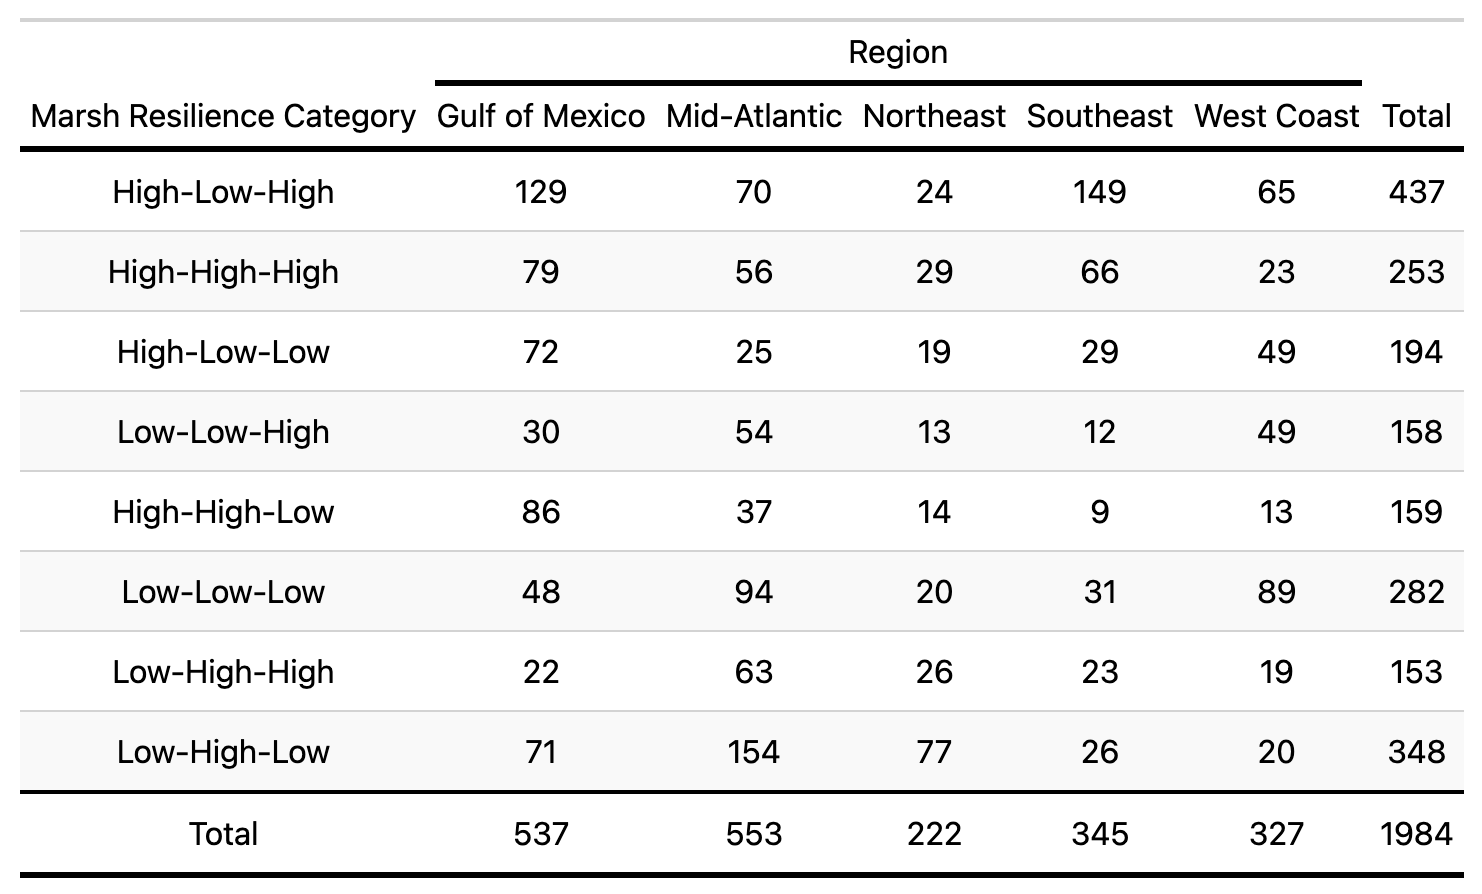 Region
Marsh Resilience Category Gulf of Mexico Mid-Atlantic Northeast Southeast West Coast Total
High-Low-High 129 70 24 149 65 437
High-High-High 79 56 29 66 23 253
High-Low-Low 72 25 19 29 49 194
Low-Low-High 30 54 13 12 49 158
High-High-Low 86 37 14 9 13 159
Low-Low-Low 48 94 20 31 89 282
Low-High-High 22 63 26 23 19 153
Low-High-Low 71 154 77 26 20 348
Total 537 553 222 345 327 1984